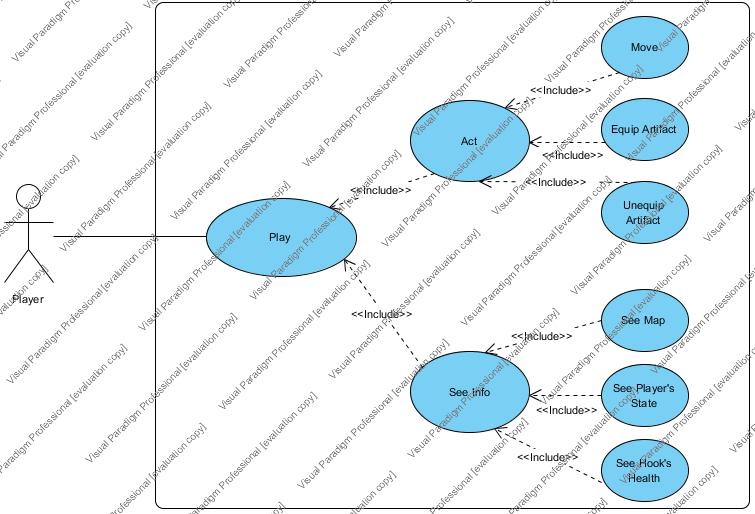 Move
<<Include>>
Equip Artifact
Act
<<Include>>
<<Include>>
<<Include>>
Unequip
Artifact
Play
Player
<<Include>>
See Map
<<Include>>
See Info
See Player's
State
<<Include>>
<<Include>>
See Hook's
Health
Visual Paradigm Professional [evaluation copy]